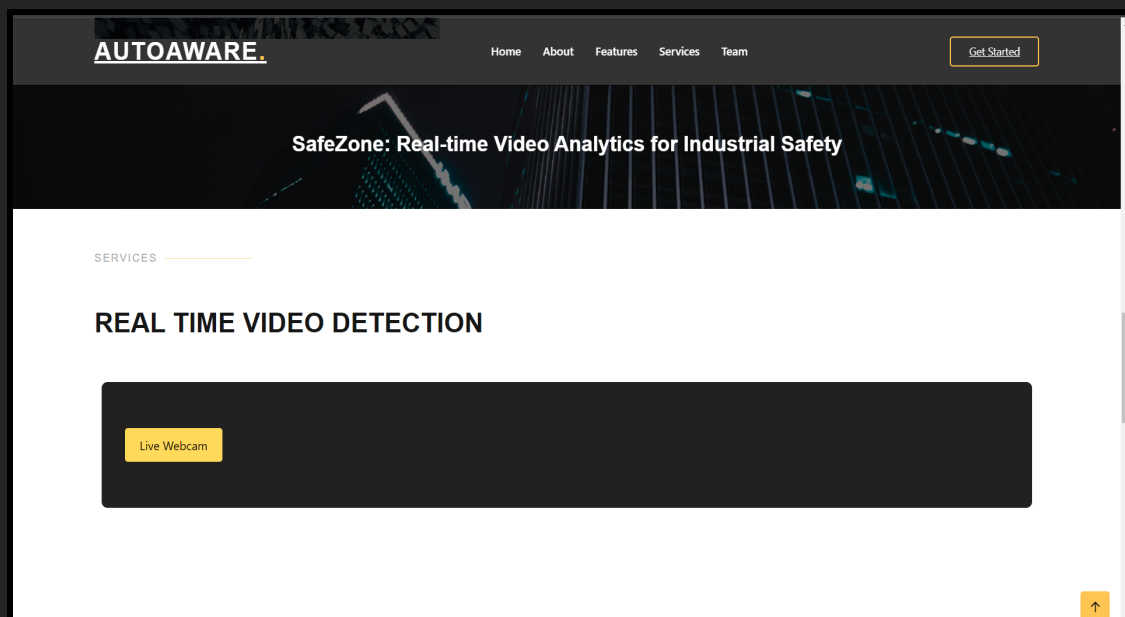 AUTOAWARE.
Home About Features Services Team
Get Started
SafeZone: Real-time Video Analytics for Industrial Safety
SERVICES
REAL TIME VIDEO DETECTION
Live Webcam